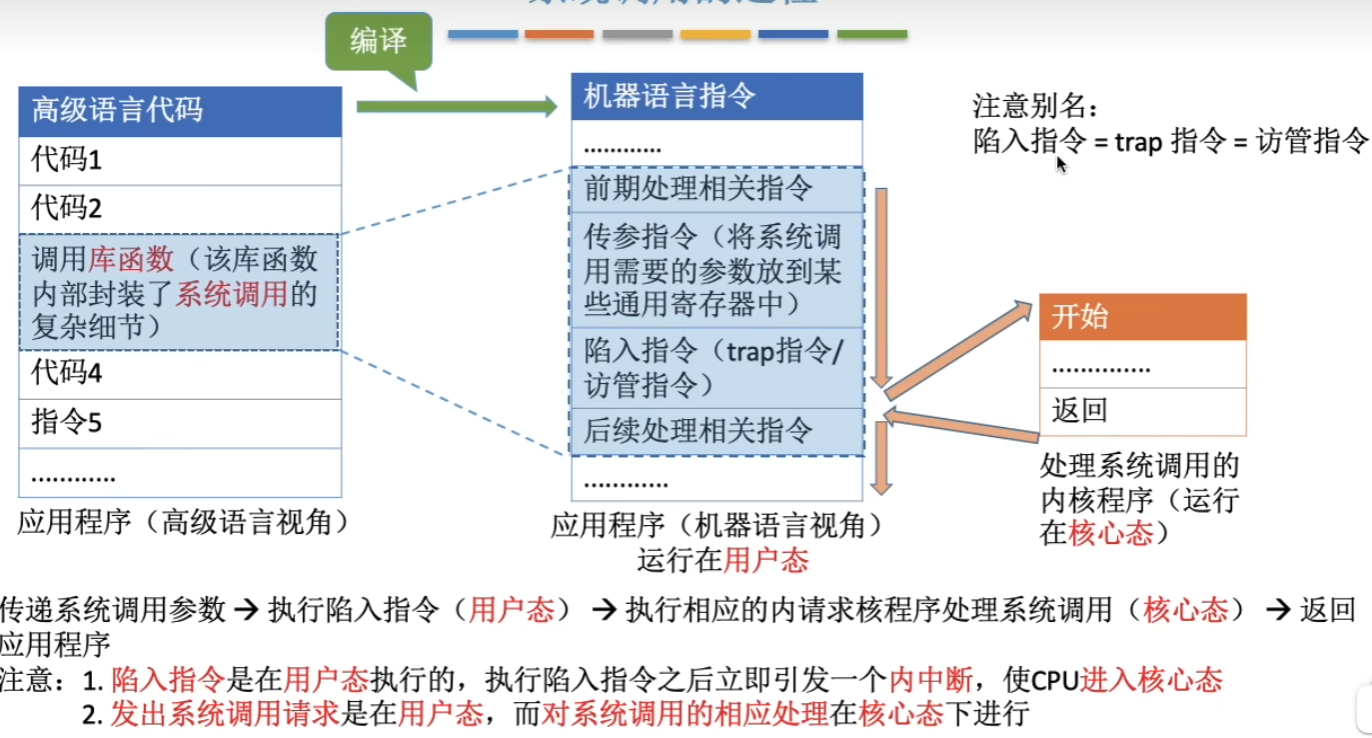 编译
高级语言代码
代码1
代码2
调用库函数（该库函数
内部封装了系统调用的
复杂细节）
代码4
指令5
…………
应用程序（高级语言视角）
机器语言指令
…………
前期处理相关指令
传参指令（将系统调
用需要的参数放到某
些通用寄存器中）
陷入指令（trap指令/
访管指令）
后续处理相关指令
…………
应用程序（机器语言视角）
运行在用户态
注意别名：
陷入指令 = trap 指令 = 访管指令
开始
…………..
返回
处理系统调用的
内核程序（运行
在核心态）
传递系统调用参数 → 执行陷入指令（用户态） → 执行相应的内请求核程序处理系统调用（核心态） → 返回
应用程序
注意：1. 陷入指令是在用户态执行的，执行陷入指令之后立即引发一个内中断，使CPU进入核心态
2. 发出系统调用请求是在用户态，而对系统调用的相应处理在核心态下进行